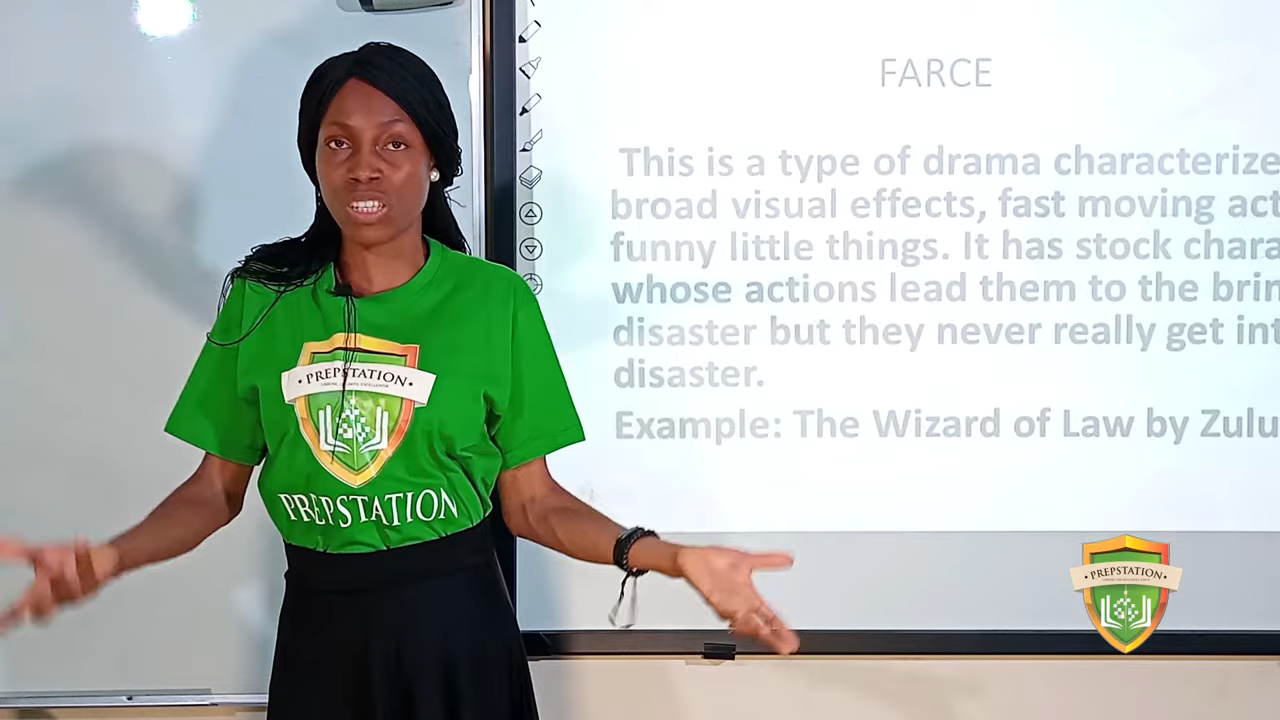 FARCE
This is a type of drama characterize
broad visual effects, fast moving act
funny little things. It has stock chara
whose actions lead them to the brin
disaster but they never really get int
disaster.
Example: The Wizard of Law by Zulu
• PREPSTATION •
PREPSTATION
• PREPSTATION •